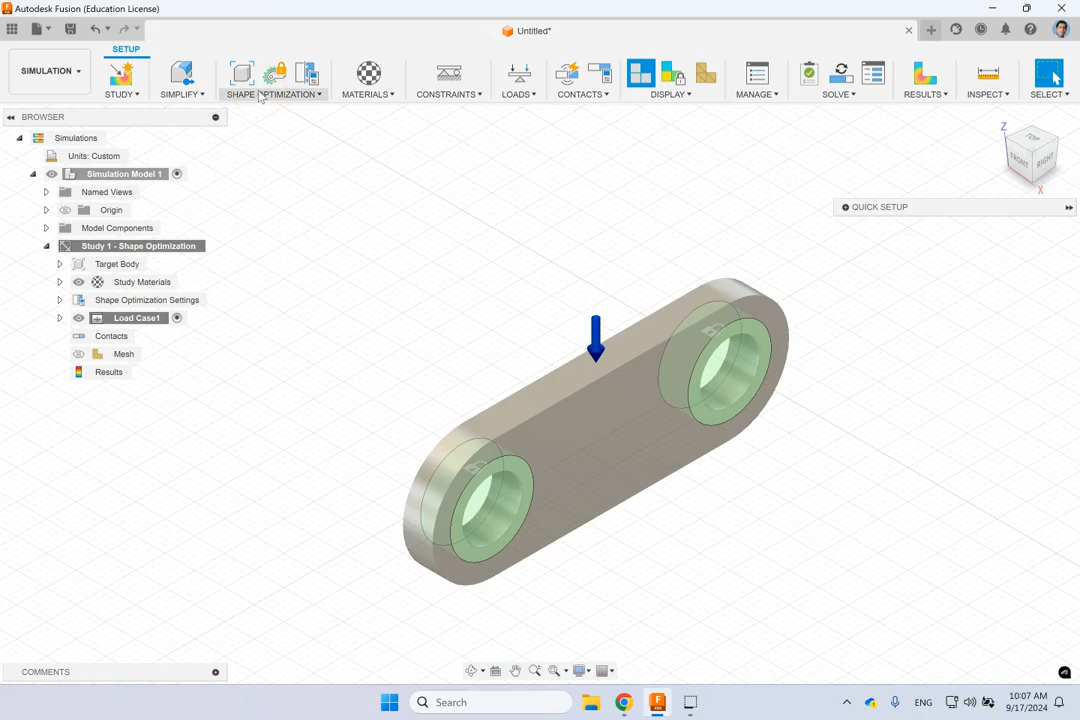 Autodesk Fusion (Education License)
Untitled*
SIMULATION
SETUP
STUDY
SIMPLIFY
SHAPE OPTIMIZATION
MATERIALS
CONSTRAINTS
LOADS
CONTACTS
DISPLAY
MANAGE
SOLVE
RESULTS
INSPECT
SELECT
BROWSER
Simulations
Units: Custom
Simulation Model 1
Named Views
Origin
Model Components
Study 1 - Shape Optimization
Target Body
Study Materials
Shape Optimization Settings
Load Case1
Contacts
Mesh
Results
Z
TOP
FRONT
RIGHT
X
QUICK SETUP
COMMENTS
Search
ENG
10:07 AM
9/17/2024